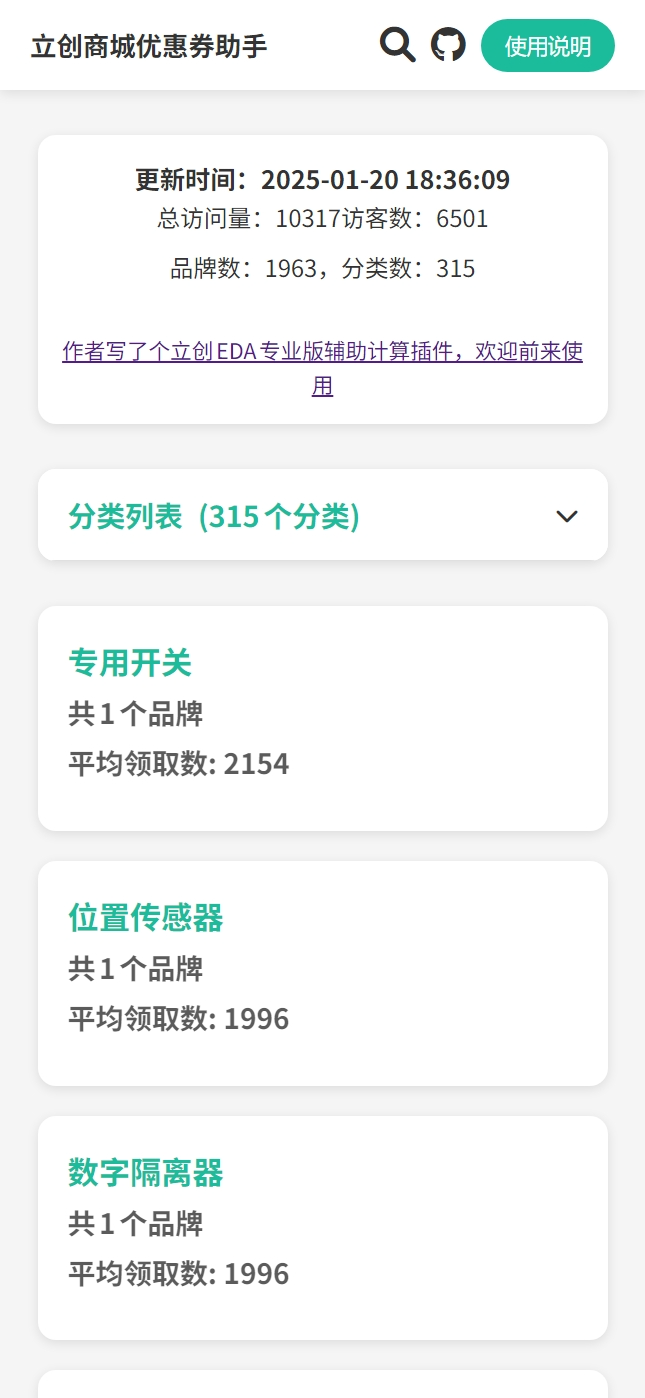 立创商城优惠券助手
使用说明
更新时间：2025-01-20 18:36:09
总访问量：10317访客数：6501
品牌数：1963，分类数：315
作者写了个立创EDA专业版辅助计算插件，欢迎前来使
用
分类列表（315个分类)
专用开关
共1个品牌
平均领取数: 2154
位置传感器
共1个品牌
平均领取数: 1996
数字隔离器
共1个品牌
平均领取数: 1996